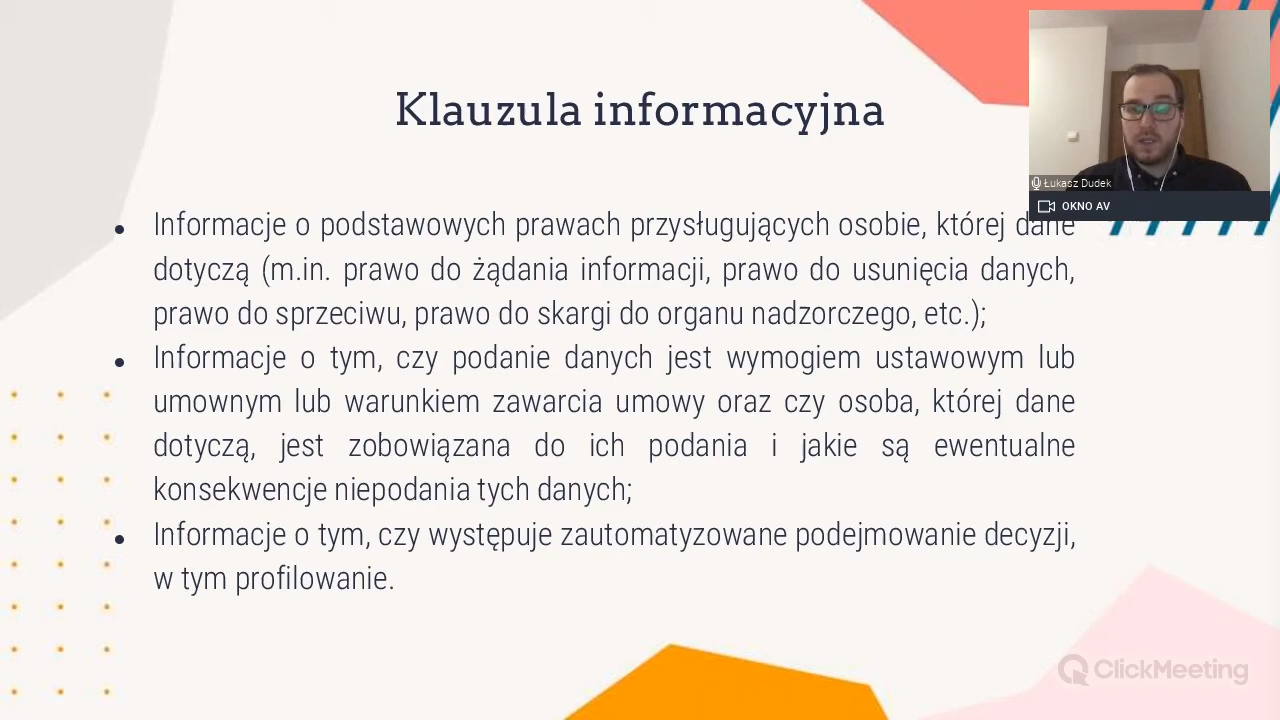 Klauzula informacyjna
Łukasz Dudek
OKNO AV
Informacje o podstawowych prawach przysługujących osobie, której dane
dotyczą (m.in. prawo do żądania informacji, prawo do usunięcia danych,
prawo do sprzeciwu, prawo do skargi do organu nadzorczego, etc.);
Informacje o tym, czy podanie danych jest wymogiem ustawowym lub
umownym lub warunkiem zawarcia umowy oraz czy osoba, której dane
dotyczą, jest zobowiązana do ich podania i jakie są ewentualne
konsekwencje niepodania tych danych;
Informacje o tym, czy występuje zautomatyzowane podejmowanie decyzji,
w tym profilowanie.
ClickMeeting